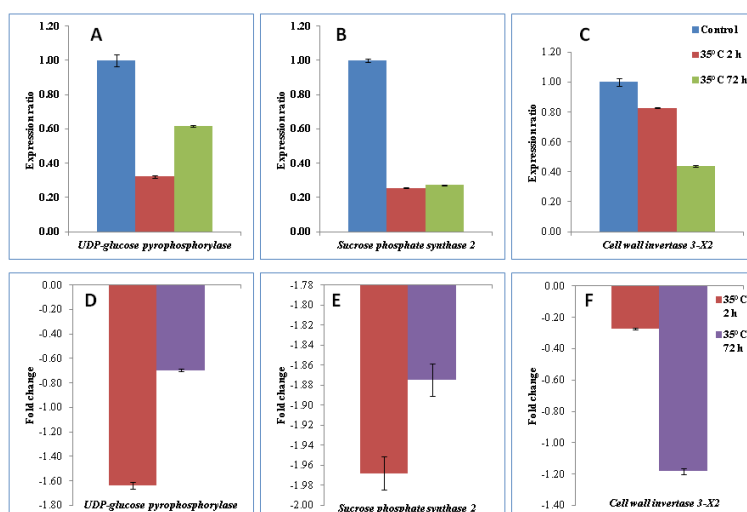 A
Expression ratio
1.20
1.00
0.80
0.60
0.40
0.20
0.00
UDP-glucose pyrophosphorylase
B
Expression ratio
1.20
1.00
0.80
0.60
0.40
0.20
0.00
Sucrose phosphate synthase 2
C
Control
35° C 2 h
35° C 72 h
Expression ratio
1.20
1.00
0.80
0.60
0.40
0.20
0.00
Cell wall invertase 3-X2
D
Fold change
0.00
-0.20
-0.40
-0.60
-0.80
-1.00
-1.20
-1.40
-1.60
-1.80
UDP-glucose pyrophosphorylase
E
Fold change
-1.78
-1.80
-1.82
-1.84
-1.86
-1.88
-1.90
-1.92
-1.94
-1.96
-1.98
-2.00
Sucrose phosphate synthase 2
F
35° C
2 h
35° C
72 h
Fold change
0.00
-0.20
-0.40
-0.60
-0.80
-1.00
-1.20
-1.40
Cell wall invertase 3-X2